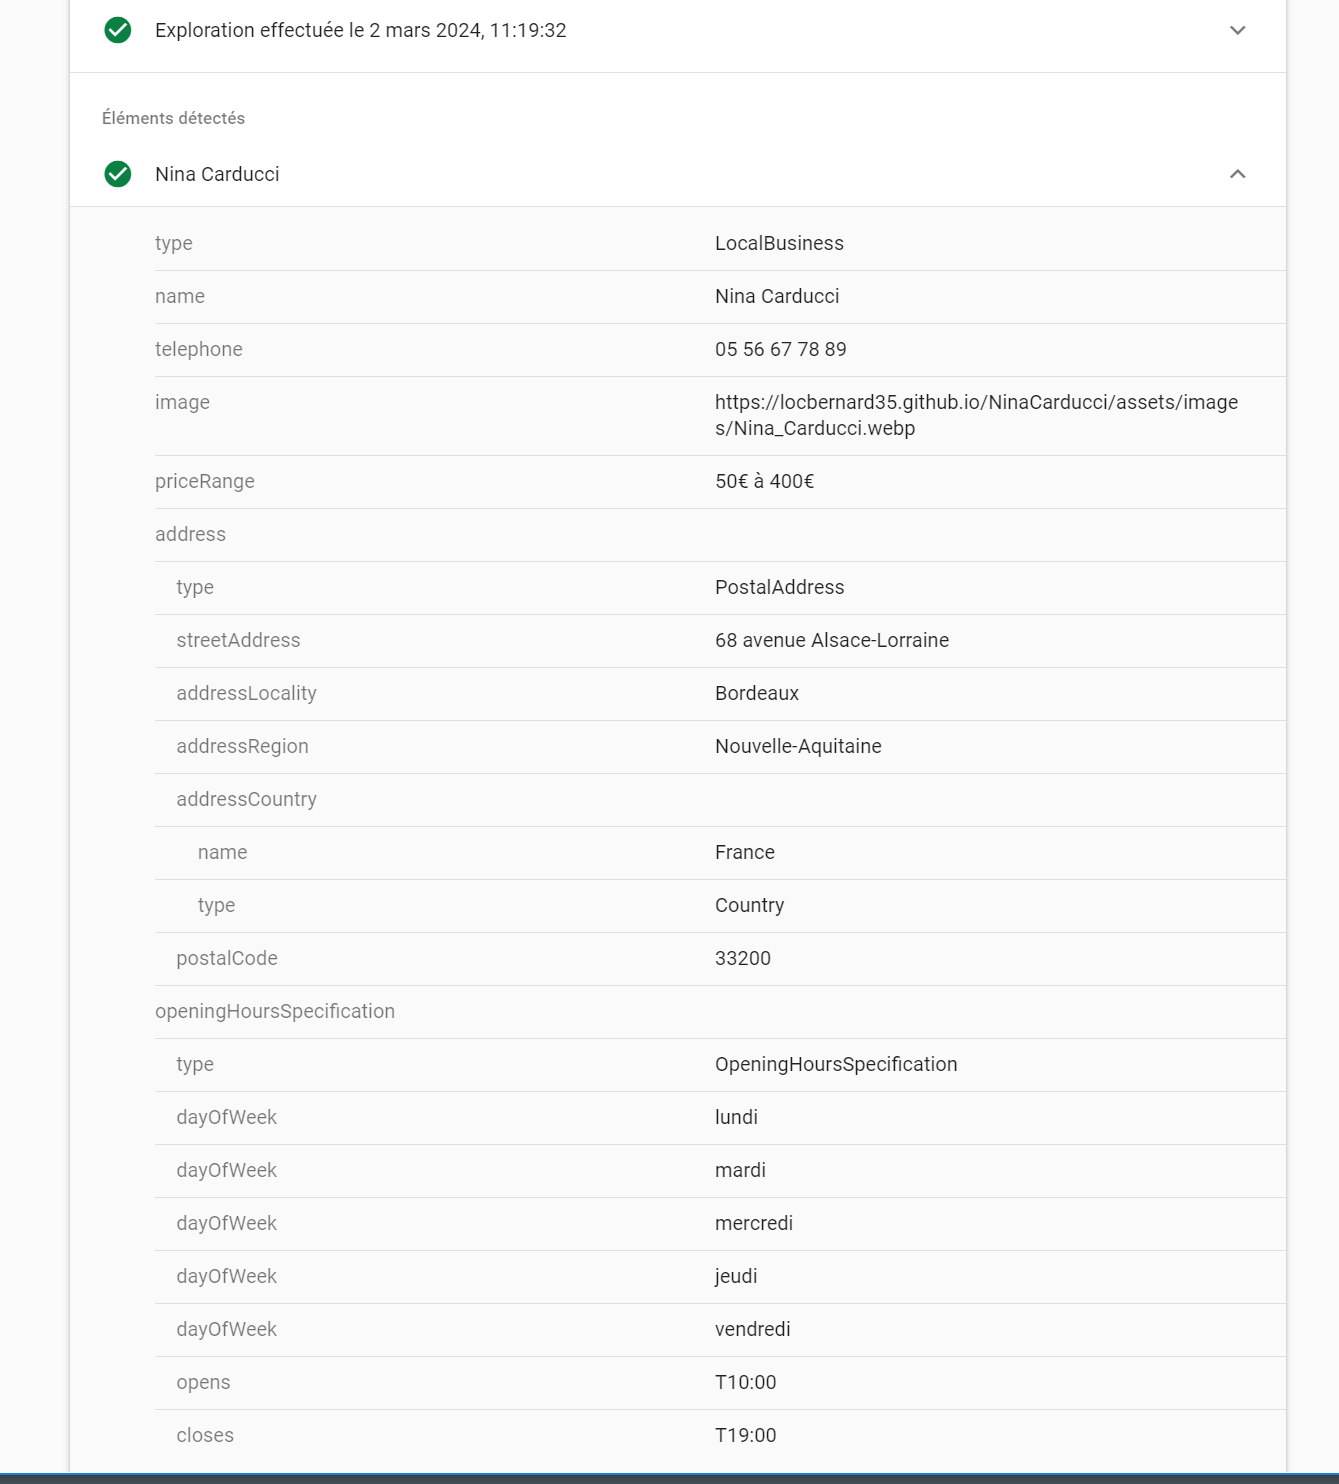 Exploration effectuée le 2 mars 2024, 11:19:32
Éléments détectés
Nina Carducci
type LocalBusiness
name Nina Carducci
telephone 05 56 67 78 89
image https://locbernard35.github.io/NinaCarducci/assets/image
s/Nina_Carducci.webp
priceRange 50€ à 400€
address
type PostalAddress
streetAddress 68 avenue Alsace-Lorraine
addressLocality Bordeaux
addressRegion Nouvelle-Aquitaine
addressCountry
name France
type Country
postalCode 33200
openingHoursSpecification
type OpeningHoursSpecification
dayOfWeek lundi
dayOfWeek mardi
dayOfWeek mercredi
dayOfWeek jeudi
dayOfWeek vendredi
opens T10:00
closes T19:00